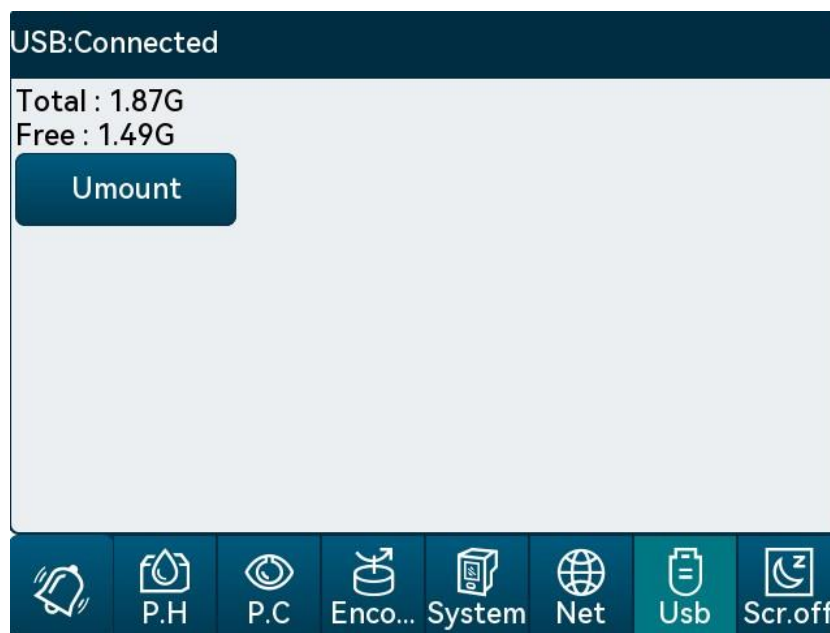 USB:Connected
Total : 1.87G
Free : 1.49G
Umount
P.H
P.C
Enco...
System
Net
Usb
Scr.off